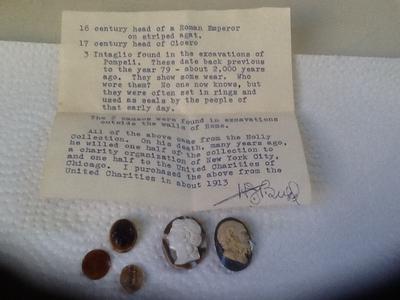 16 century head of a Roman Emperor
on striped agat.
17 century head of Cicero
3 Intaglio found in the excavations of
Pompeii. These date back previous
to the year 79 - about 2,000 years
ago. They show some wear. Who
wore them? No one now knows, but
they were often set in rings and
used as seals by the people of
that early day.
The 2 cameos were found in excavations
outside the walls of Rome.
All of the above came from the Holly
Collection. On his death, many years ago,
he willed one half of the collection to
a charity organization of New York City,
and one half to the United Charities of
Chicago. I purchased the above from the
United Charities in about 1913